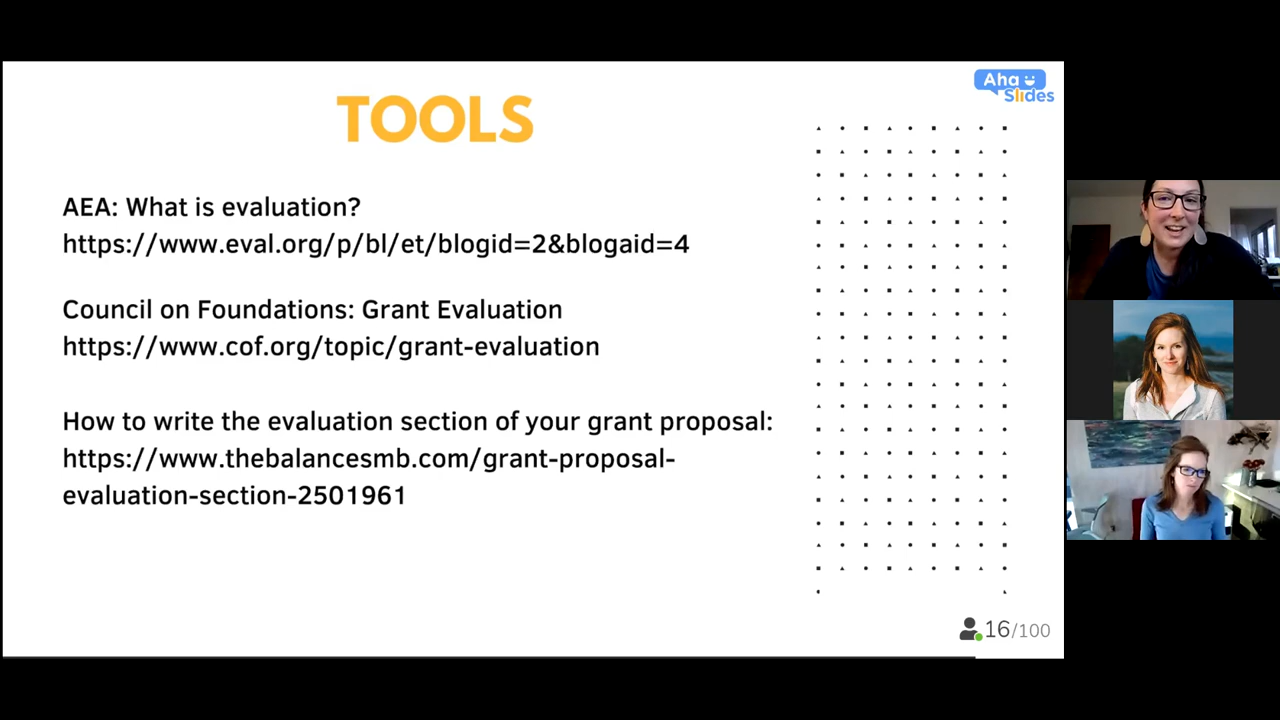 Aha
Slides
TOOLS
AEA: What is evaluation?
https://www.eval.org/p/bl/et/blogid=2&blogaid=4
Council on Foundations: Grant Evaluation
https://www.cof.org/topic/grant-evaluation
How to write the evaluation section of your grant proposal:
https://www.thebalancesmb.com/grant-proposal-
evaluation-section-2501961
16/100